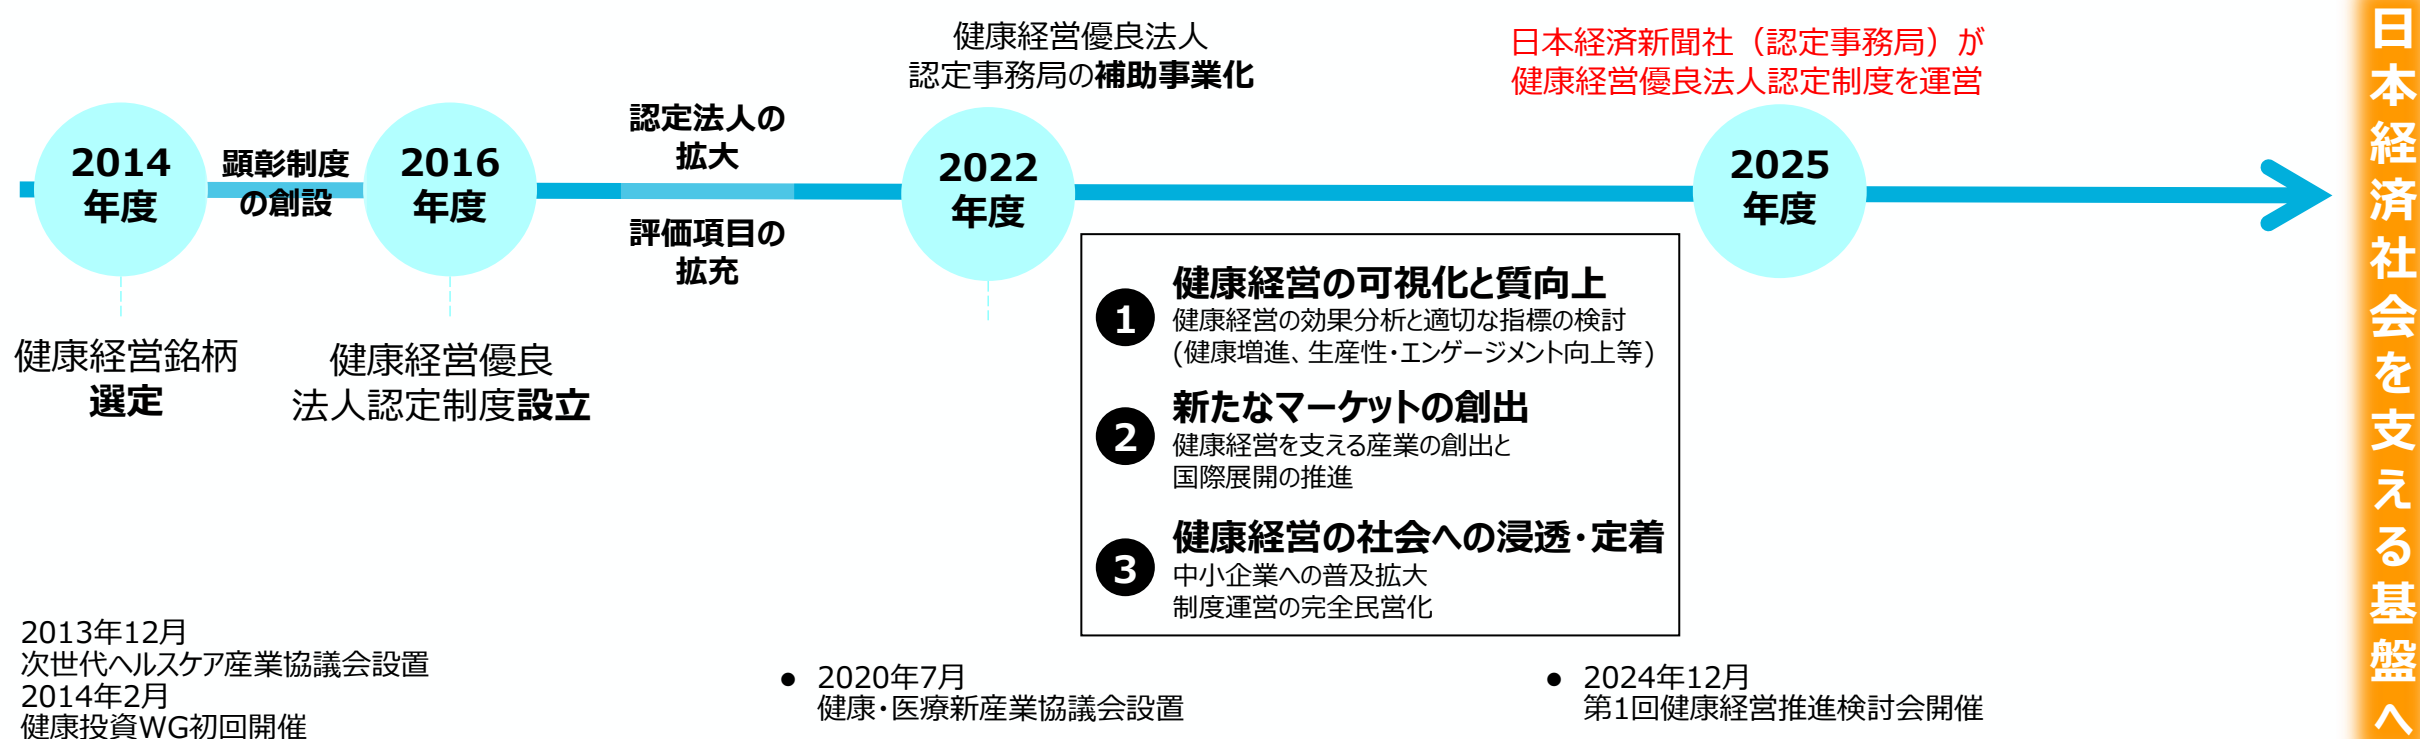 健康経営優良法人
認定事務局の補助事業化
日本経済新聞社（認定事務局）が
健康経営優良法人認定制度を運営
2014
年度
顕彰制度
の創設
2016
年度
認定法人の
拡大
評価項目の
拡充
2022
年度
2025
年度
健康経営銘柄
選定
健康経営優良
法人認定制度設立
1
健康経営の可視化と質向上
健康経営の効果分析と適切な指標の検討
(健康増進、生産性・エンゲージメント向上等)
2
新たなマーケットの創出
健康経営を支える産業の創出と
国際展開の推進
3
健康経営の社会への浸透・定着
中小企業への普及拡大
制度運営の完全民営化
2013年12月
次世代ヘルスケア産業協議会設置
2014年2月
健康投資WG初回開催
● 2020年7月
健康・医療新産業協議会設置
● 2024年12月
第1回健康経営推進検討会開催
日本経済社会を支える基盤へ